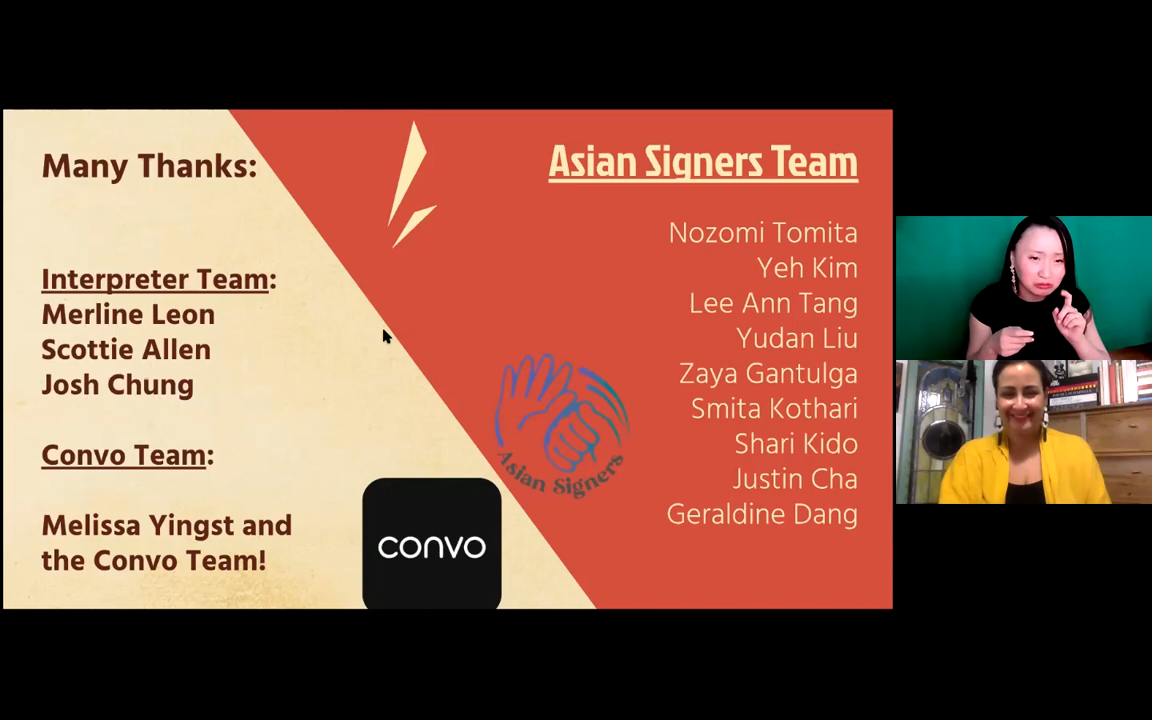 Many Thanks:
Interpreter Team:
Merline Leon
Scottie Allen
Josh Chung
Convo Team:
Melissa Yingst and
the Convo Team!
convo
Asian Signers Team
Nozomi Tomita
Yeh Kim
Lee Ann Tang
Yudan Liu
Zaya Gantulga
Smita Kothari
Shari Kido
Justin Cha
Geraldine Dang
Asian Signers